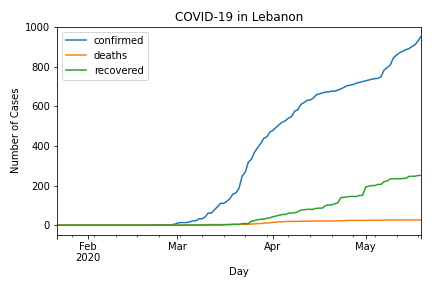 COVID-19 in Lebanon
confirmed
deaths
recovered
Number of Cases
1000
800
600
400
200
0
Feb
2020
Mar
Apr
May
Day